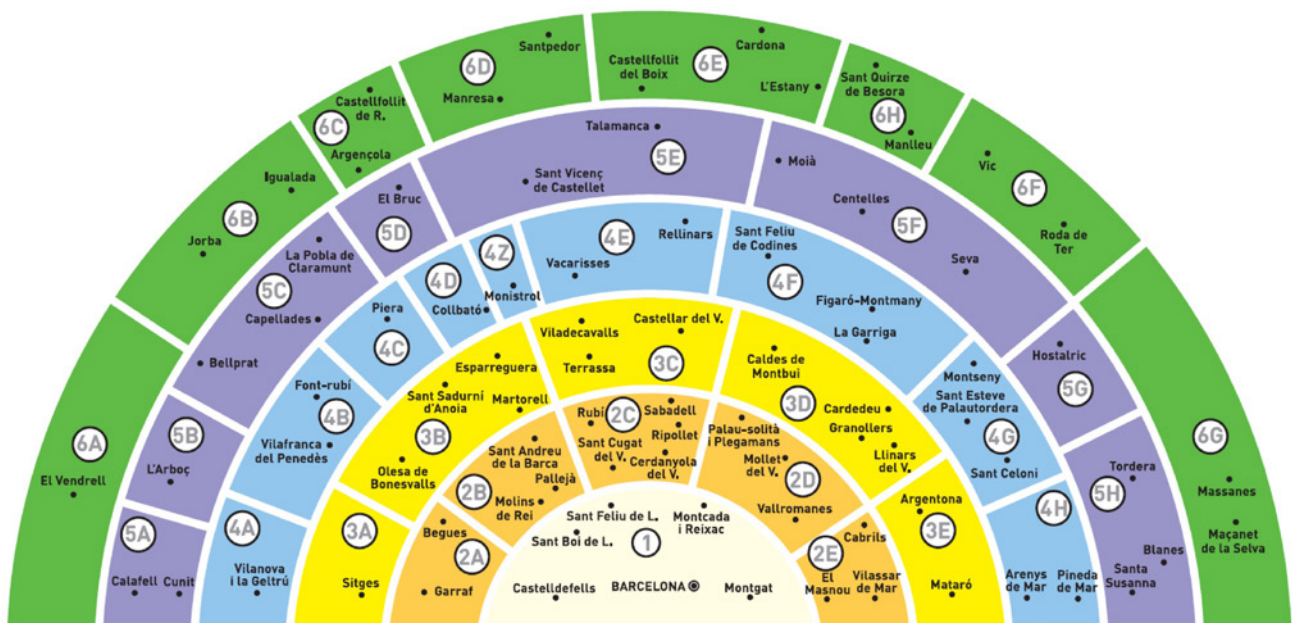 6A
El Vendrell
6B
Igualada
Jorba
6C
Castellfollit
de R.
Argençola
6D
Santpedor
Manresa
6E
Cardona
Castellfollit
del Boix
L'Estany
6H
Sant Quirze
de Besora
Manlleu
6F
Vic
Roda de
Ter
6G
Massanes
Maçanet
de la Selva
5A
Calafell
Cunit
5B
L'Arboç
5C
La Pobla de
Claramunt
Capellades
Bellprat
5D
El Bruc
5E
Talamanca
Sant Vicenç
de Castellet
5F
Moià
Centelles
Seva
5G
Hostalric
5H
Tordera
Blanes
Santa
Susanna
4A
Vilanova
i la Geltrú
4B
Font-rubí
Vilafranca
del Penedès
4C
Piera
4D
Collbató
4Z
Monistrol
4E
Rellinars
Vacarisses
4F
Sant Feliu
de Codines
Figaró-Montmany
La Garriga
4G
Montseny
Sant Esteve
de Palautordera
Sant Celoni
4H
Arenys
de Mar
Pineda
de Mar
3A
Sitges
3B
Esparreguera
Sant Sadurní
d'Anoia
Martorell
Olesa de
Bonesvalls
3C
Viladecavalls
Castellar del V.
Terrassa
3D
Caldes de
Montbui
Cardedeu
Granollers
Llinars
del V.
3E
Argentona
Mataró
2A
Begues
Garraf
2B
Sant Andreu
de la Barca
Pallejà
Molins
de Rei
2C
Rubí
Sabadell
Ripollet
Sant Cugat
del V.
Cerdanyola
del V.
2D
Palau-solità
i Plegamans
Mollet
del V.
Vallromanes
2E
Cabrils
El
Masnou
Vilassar
de Mar
1
Sant Feliu de L.
Montcada
i Reixac
Sant Boi de L.
Castelldefells
BARCELONA
Montgat